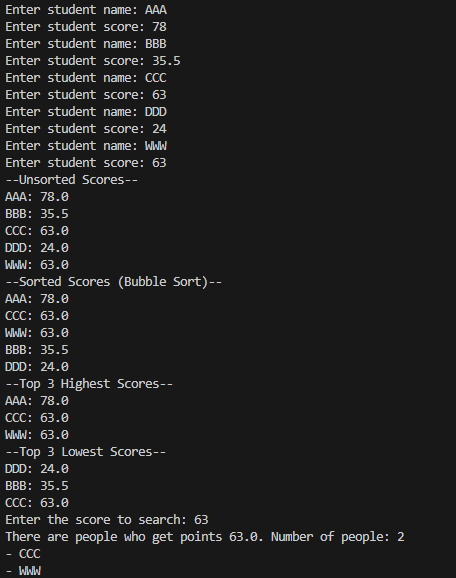 Enter student name: AAA
Enter student score: 78
Enter student name: BBB
Enter student score: 35.5
Enter student name: CCC
Enter student score: 63
Enter student name: DDD
Enter student score: 24
Enter student name: WWW
Enter student score: 63
--Unsorted Scores--
AAA: 78.0
BBB: 35.5
CCC: 63.0
DDD: 24.0
WWW: 63.0
--Sorted Scores (Bubble Sort)--
AAA: 78.0
CCC: 63.0
WWW: 63.0
BBB: 35.5
DDD: 24.0
--Top 3 Highest Scores--
AAA: 78.0
CCC: 63.0
WWW: 63.0
--Top 3 Lowest Scores--
DDD: 24.0
BBB: 35.5
CCC: 63.0
Enter the score to search: 63
There are people who get points 63.0. Number of people: 2
- CCC
- WWW